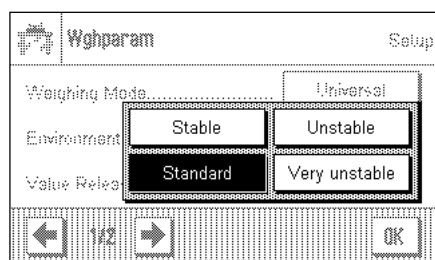 Wghparam
Setup
Weighing Mode...................... Universal
Environment
Stable
Unstable
Standard
Very unstable
Value Relea
1/2
OK